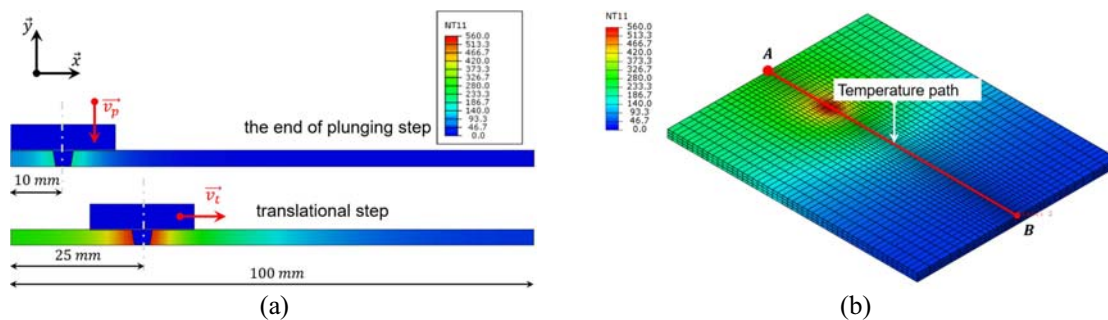 y⃗
x⃗
v_p⃗
the end of plunging step
10 mm
NT11
560.0
513.3
466.7
420.0
373.3
326.7
280.0
233.3
186.7
140.0
93.3
46.7
0.0
v_t⃗
translational step
25 mm
100 mm
(a)
NT11
560.0
513.3
466.7
420.0
373.3
326.7
280.0
233.3
186.7
140.0
93.3
46.7
0.0
A
Temperature path
B
(b)